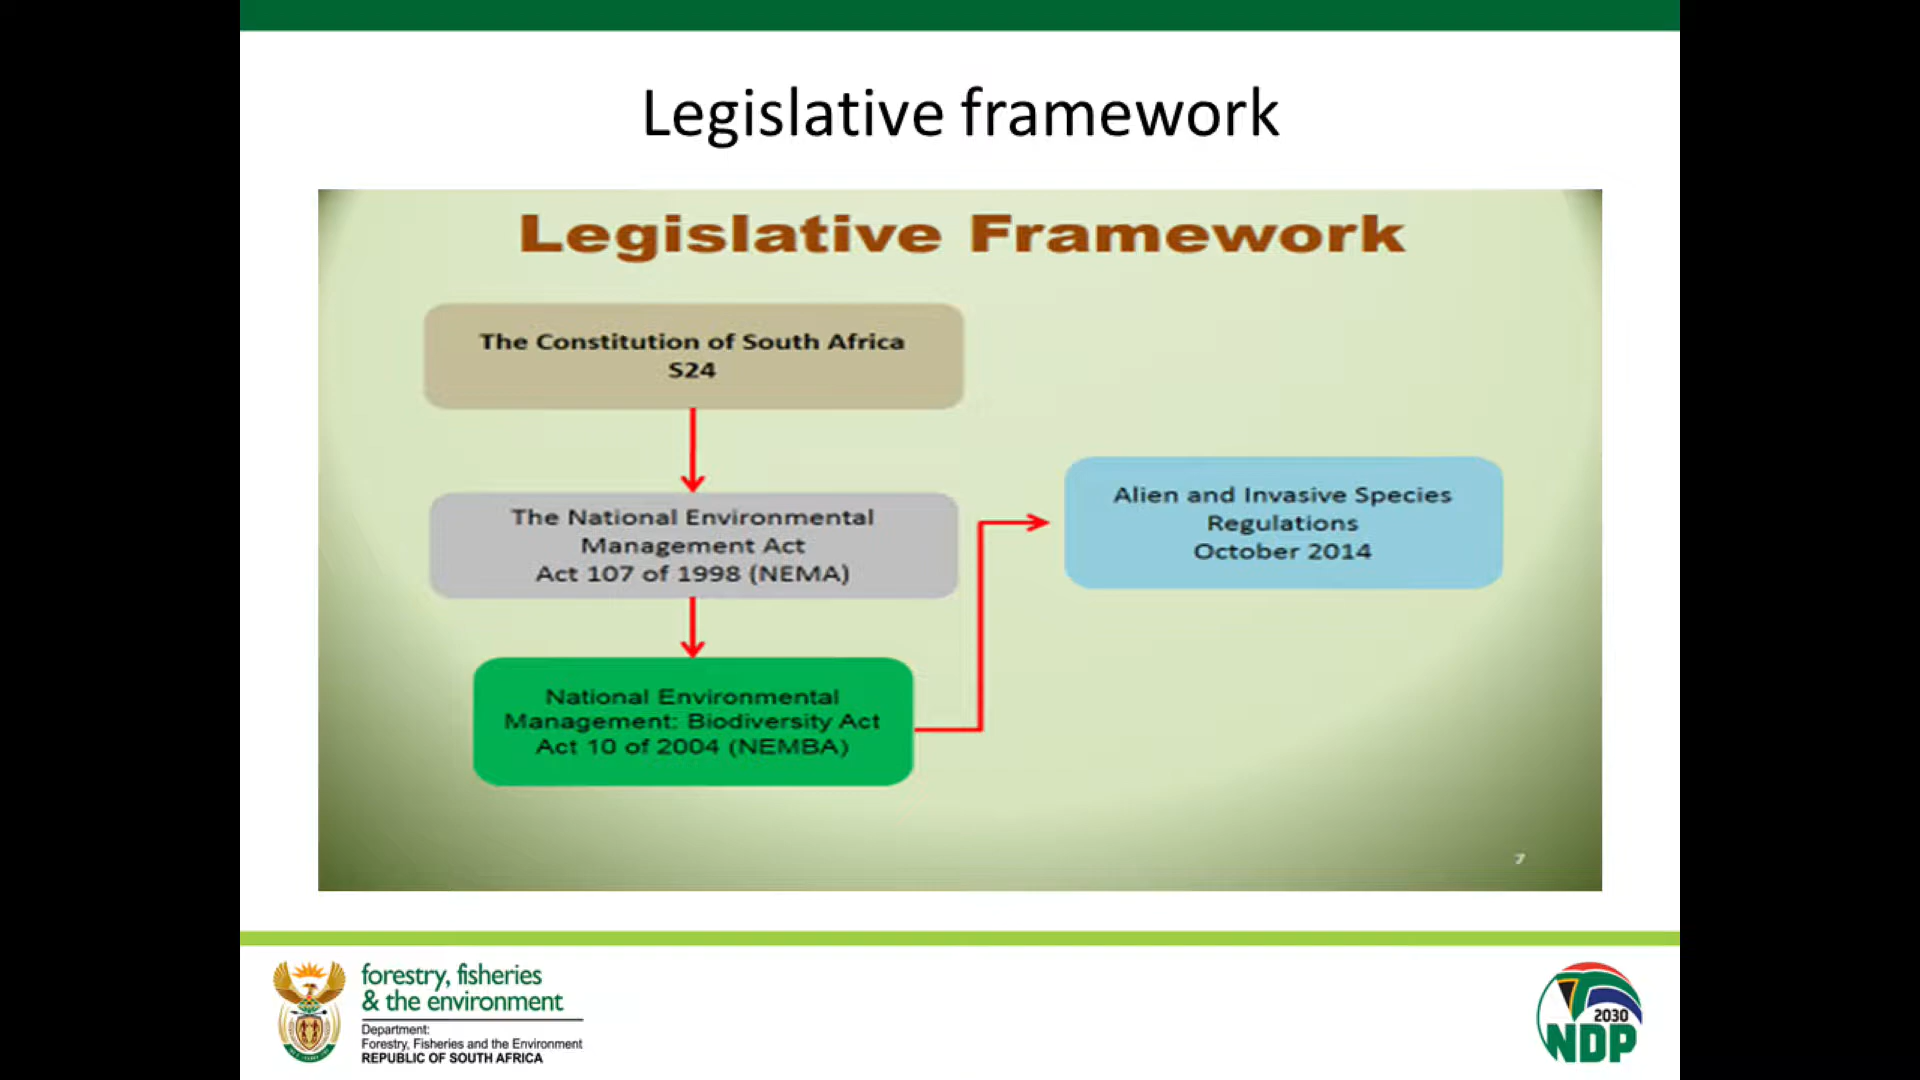 Legislative framework
Legislative Framework
The Constitution of South Africa
S24
The National Environmental
Management Act
Act 107 of 1998 (NEMA)
National Environmental
Management: Biodiversity Act
Act 10 of 2004 (NEMBA)
Alien and Invasive Species
Regulations
October 2014
7
forestry, fisheries
& the environment
Department:
Forestry, Fisheries and the Environment
REPUBLIC OF SOUTH AFRICA
2030
NDP